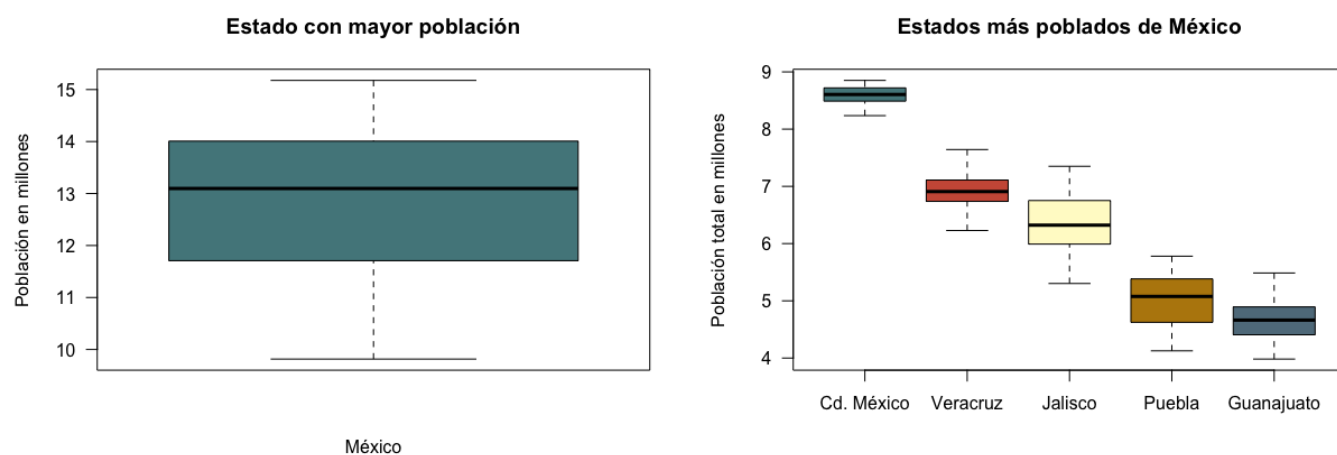 Estado con mayor población
Población en millones
15
14
13
12
11
10
México
Estados más poblados de México
Población total en millones
9
8
7
6
5
4
Cd. México Veracruz Jalisco Puebla Guanajuato